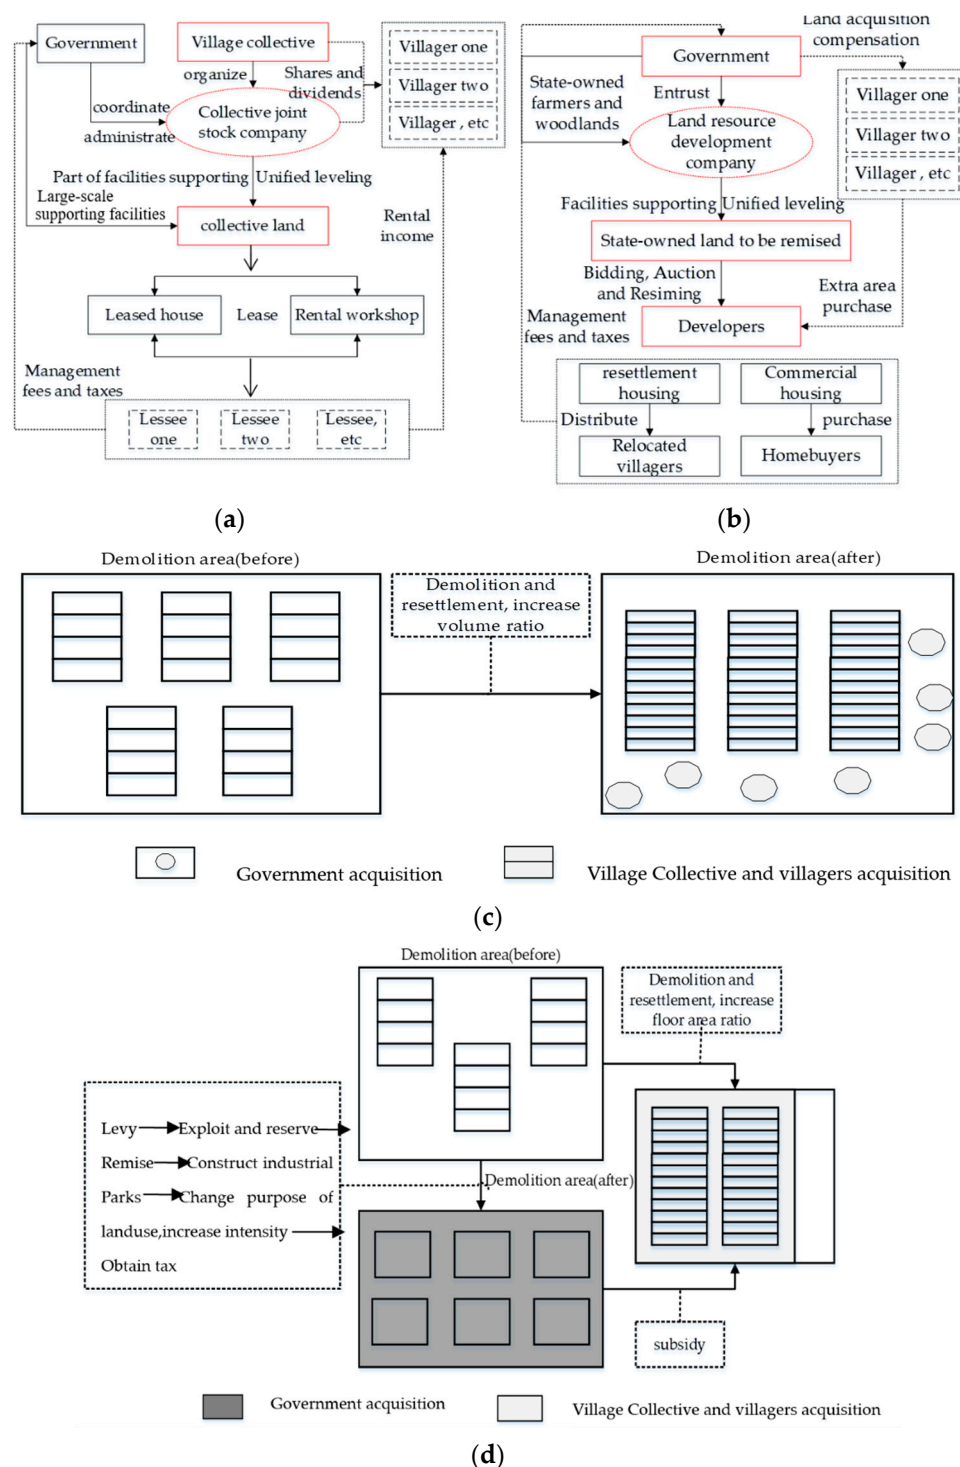 Government
Village collective
organize
Shares and
dividends
Villager one
Villager two
Villager , etc
coordinate
administrate
Collective joint
stock company
Part of facilities supporting
Unified leveling
Large-scale
supporting facilities
collective land
Rental
income
Leased house
Lease
Rental workshop
Management
fees and taxes
Lessee
one
Lessee
two
Lessee,
etc
(a)
Land acquisition
compensation
Government
State-owned
farmers and
woodlands
Entrust
Land resource
development
company
Villager one
Villager two
Villager , etc
Facilities supporting
Unified leveling
State-owned land to be remised
Bidding, Auction
and Resiming
Extra area
purchase
Management
fees and taxes
Developers
resettlement
housing
Commercial
housing
Distribute
purchase
Relocated
villagers
Homebuyers
(b)
Demolition area(before)
Demolition and
resettlement, increase
volume ratio
Demolition area(after)
Government acquisition
Village Collective and villagers acquisition
(c)
Demolition area(before)
Demolition and
resettlement, increase
floor area ratio
Levy Exploit and reserve
Remise Construct industrial
Parks Change purpose of
landuse,increase intensity
Obtain tax
Demolition area(after)
subsidy
Government acquisition
Village Collective and villagers acquisition
(d)